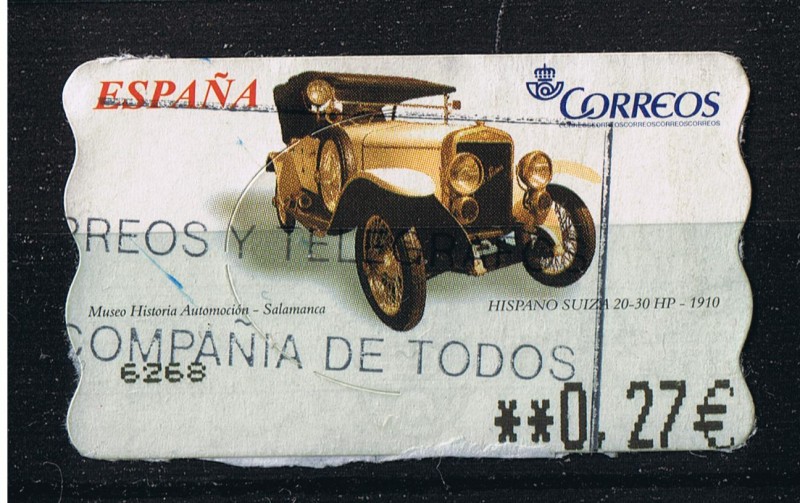 ESPAÑA
CORREOS
CORREOSCORREOSCORREOSCORREOSCORREOS
RREOS Y TELEGRAFOS
Museo Historia Automoción - Salamanca
HISPANO SUIZA 20-30 HP - 1910
COMPAÑIA DE TODOS
6268
**0,27€